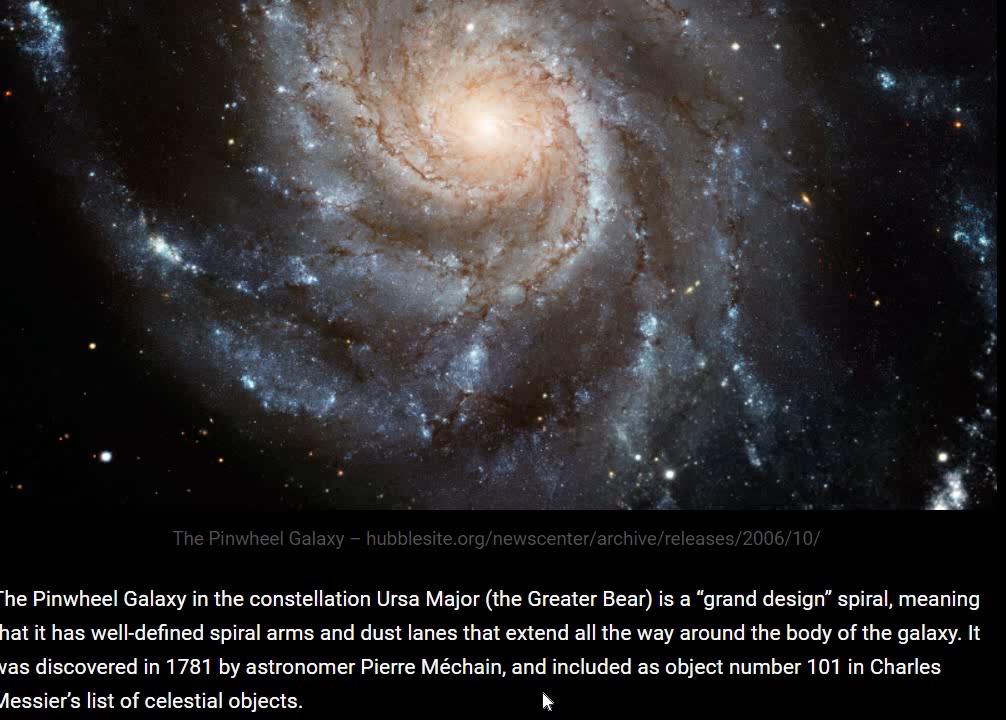 The Pinwheel Galaxy – hubblesite.org/newscenter/archive/releases/2006/10/
The Pinwheel Galaxy in the constellation Ursa Major (the Greater Bear) is a “grand design” spiral, meaning
that it has well-defined spiral arms and dust lanes that extend all the way around the body of the galaxy. It
was discovered in 1781 by astronomer Pierre Méchain, and included as object number 101 in Charles
Messier’s list of celestial objects.